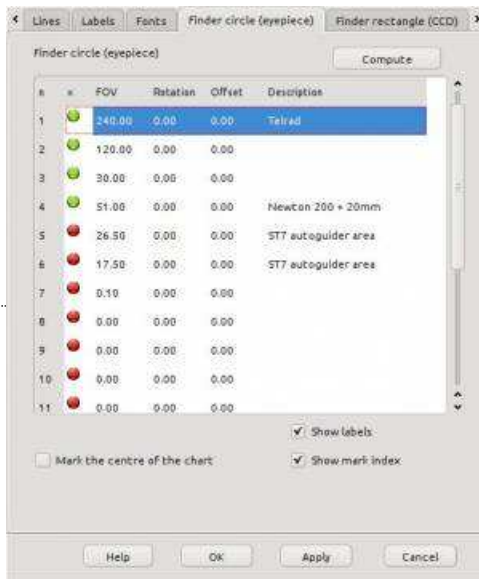 Lines Labels Fonts Finder circle (eyepiece) Finder rectangle (CCD)
Finder circle (eyepiece)
Compute
n x FOV Rotation Offset Description
1 240.00 0.00 0.00 Telrad
2 120.00 0.00 0.00
3 30.00 0.00 0.00
4 51.00 0.00 0.00 Newton 200 + 20mm
5 26.50 0.00 0.00 ST7 autoguider area
6 17.50 0.00 0.00 ST7 autoguider area
7 0.10 0.00 0.00
8 0.00 0.00 0.00
9 0.00 0.00 0.00
10 0.00 0.00 0.00
11 0.00 0.00 0.00
Show labels
Mark the centre of the chart Show mark index
Help OK Apply Cancel